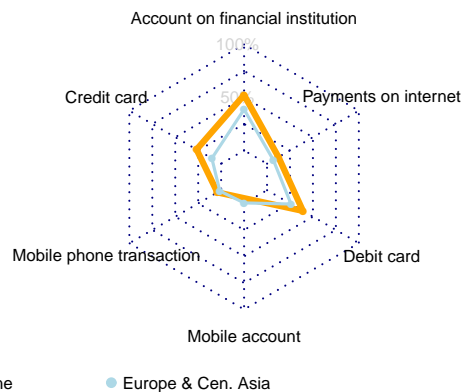 Account on financial institution
100%
Credit card
50%
Payments on internet
Mobile phone transaction
Debit card
Mobile account
Europe & Cen. Asia